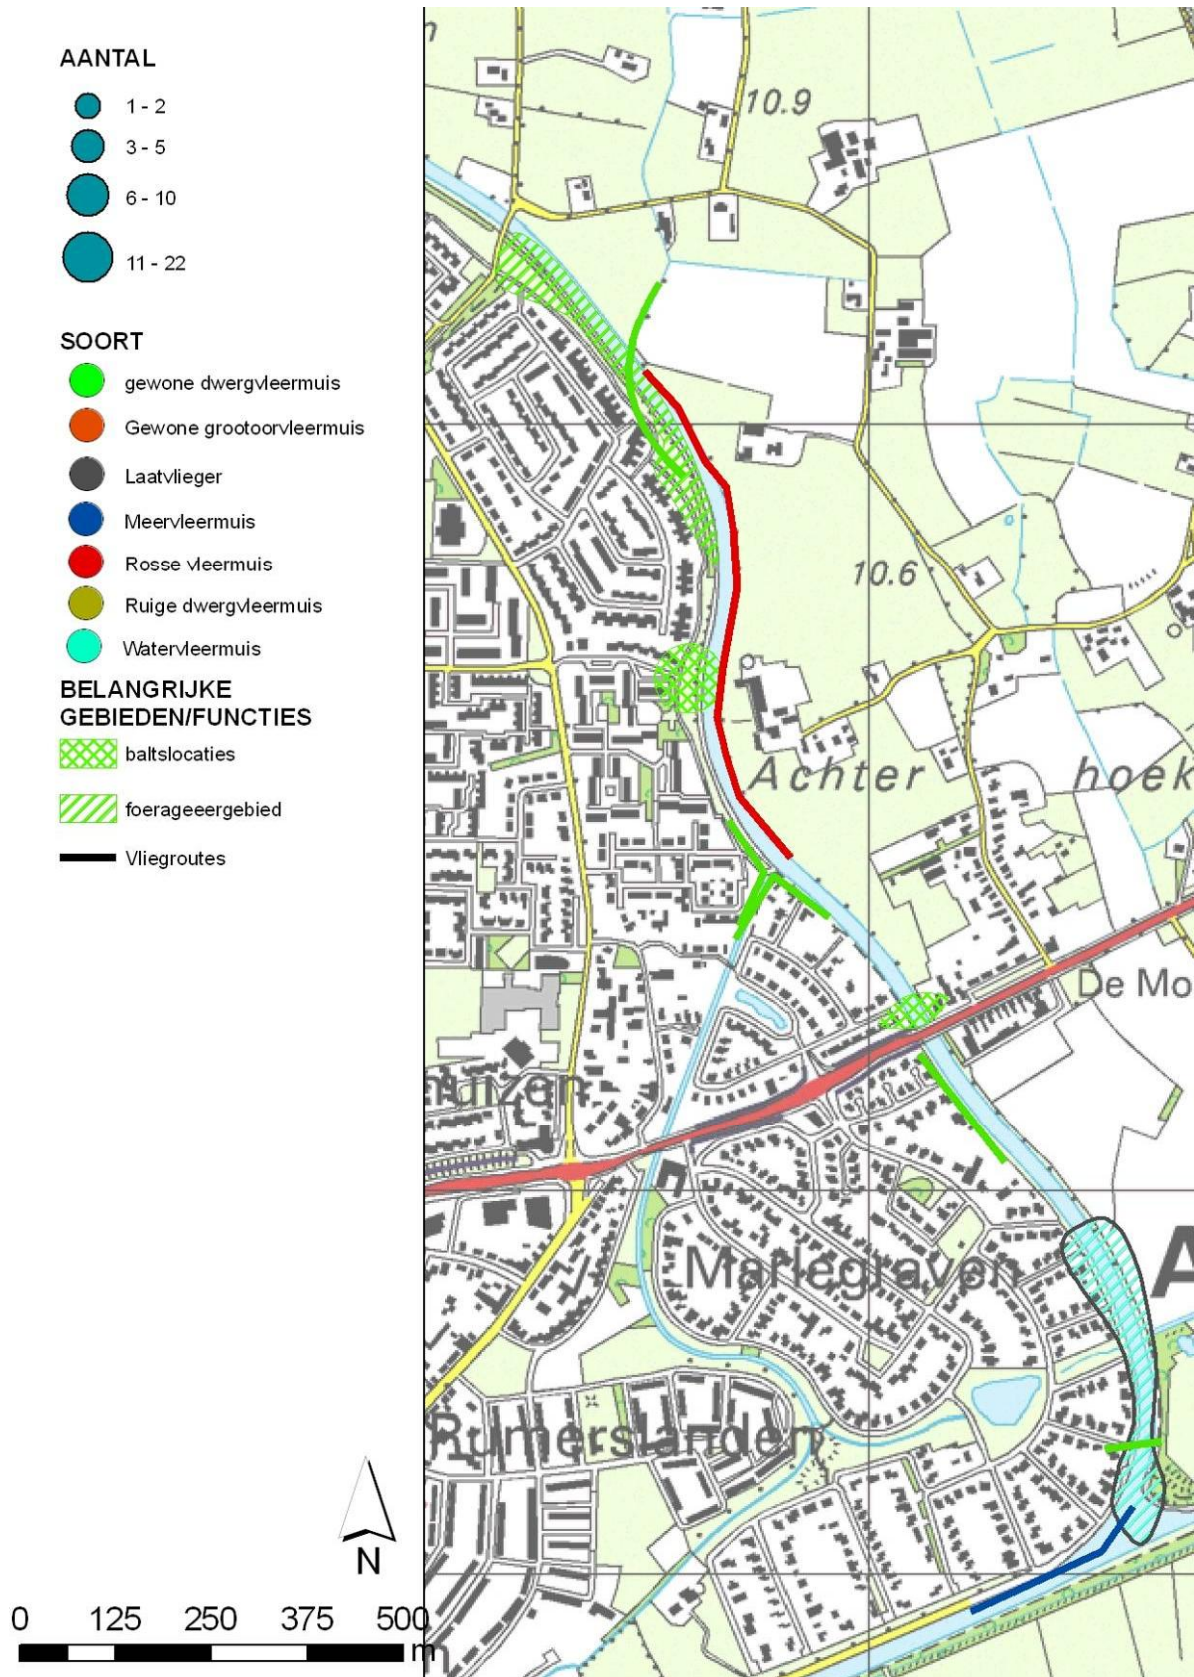 AANTAL
1 - 2
3 - 5
6 - 10
11 - 22
SOORT
gewone dwergvleermuis
Gewone grootoorvleermuis
Laatvlieger
Meervleermuis
Rosse vleermuis
Ruige dwergvleermuis
Watervleermuis
BELANGRIJKE
GEBIEDEN/FUNCTIES
baltslocaties
foerageeergebied
Vliegroutes
N
0 125 250 375 500
m
n
10.9
10.6
Achter hoek
De Mo
huizen
Marlegraven
A
Rumerslanden